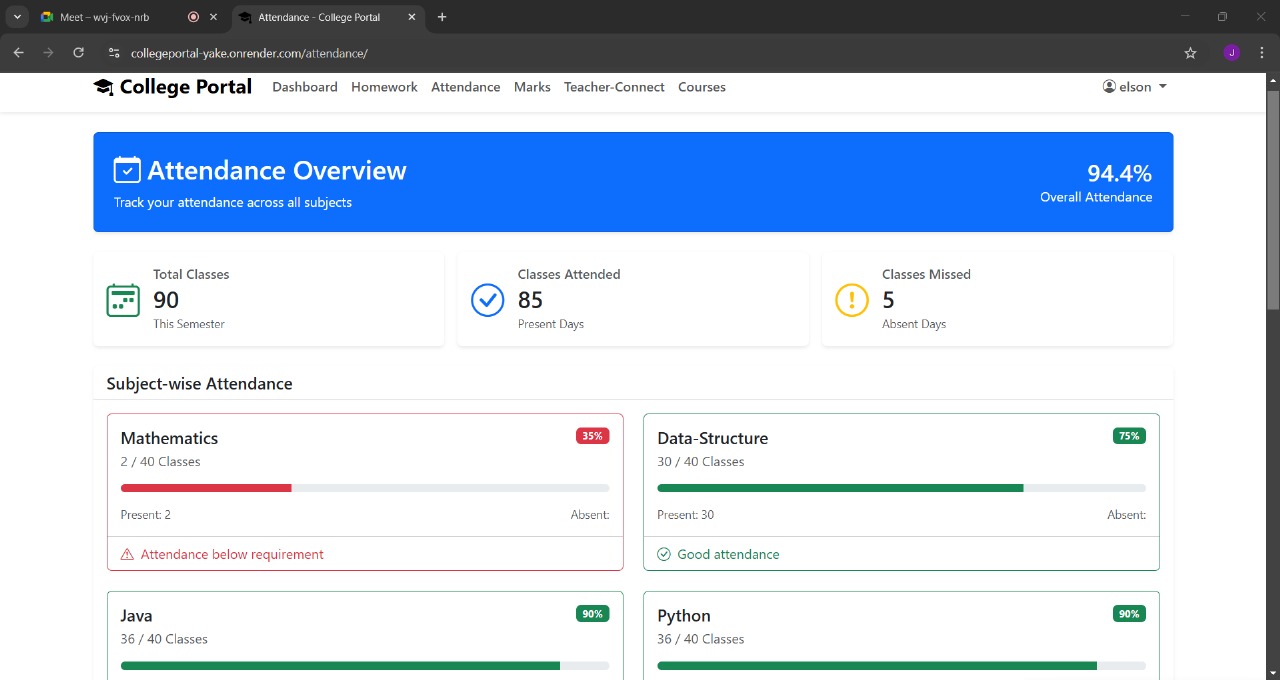 Meet – wvj-fvox-nrb
Attendance - College Portal
collegeportal-yake.onrender.com/attendance/
J
College Portal
Dashboard
Homework
Attendance
Marks
Teacher-Connect
Courses
elson
Attendance Overview
Track your attendance across all subjects
94.4%
Overall Attendance
Total Classes
90
This Semester
Classes Attended
85
Present Days
Classes Missed
5
Absent Days
Subject-wise Attendance
Mathematics
35%
2 / 40 Classes
Present: 2
Absent:
Attendance below requirement
Data-Structure
75%
30 / 40 Classes
Present: 30
Absent:
Good attendance
Java
90%
36 / 40 Classes
Python
90%
36 / 40 Classes